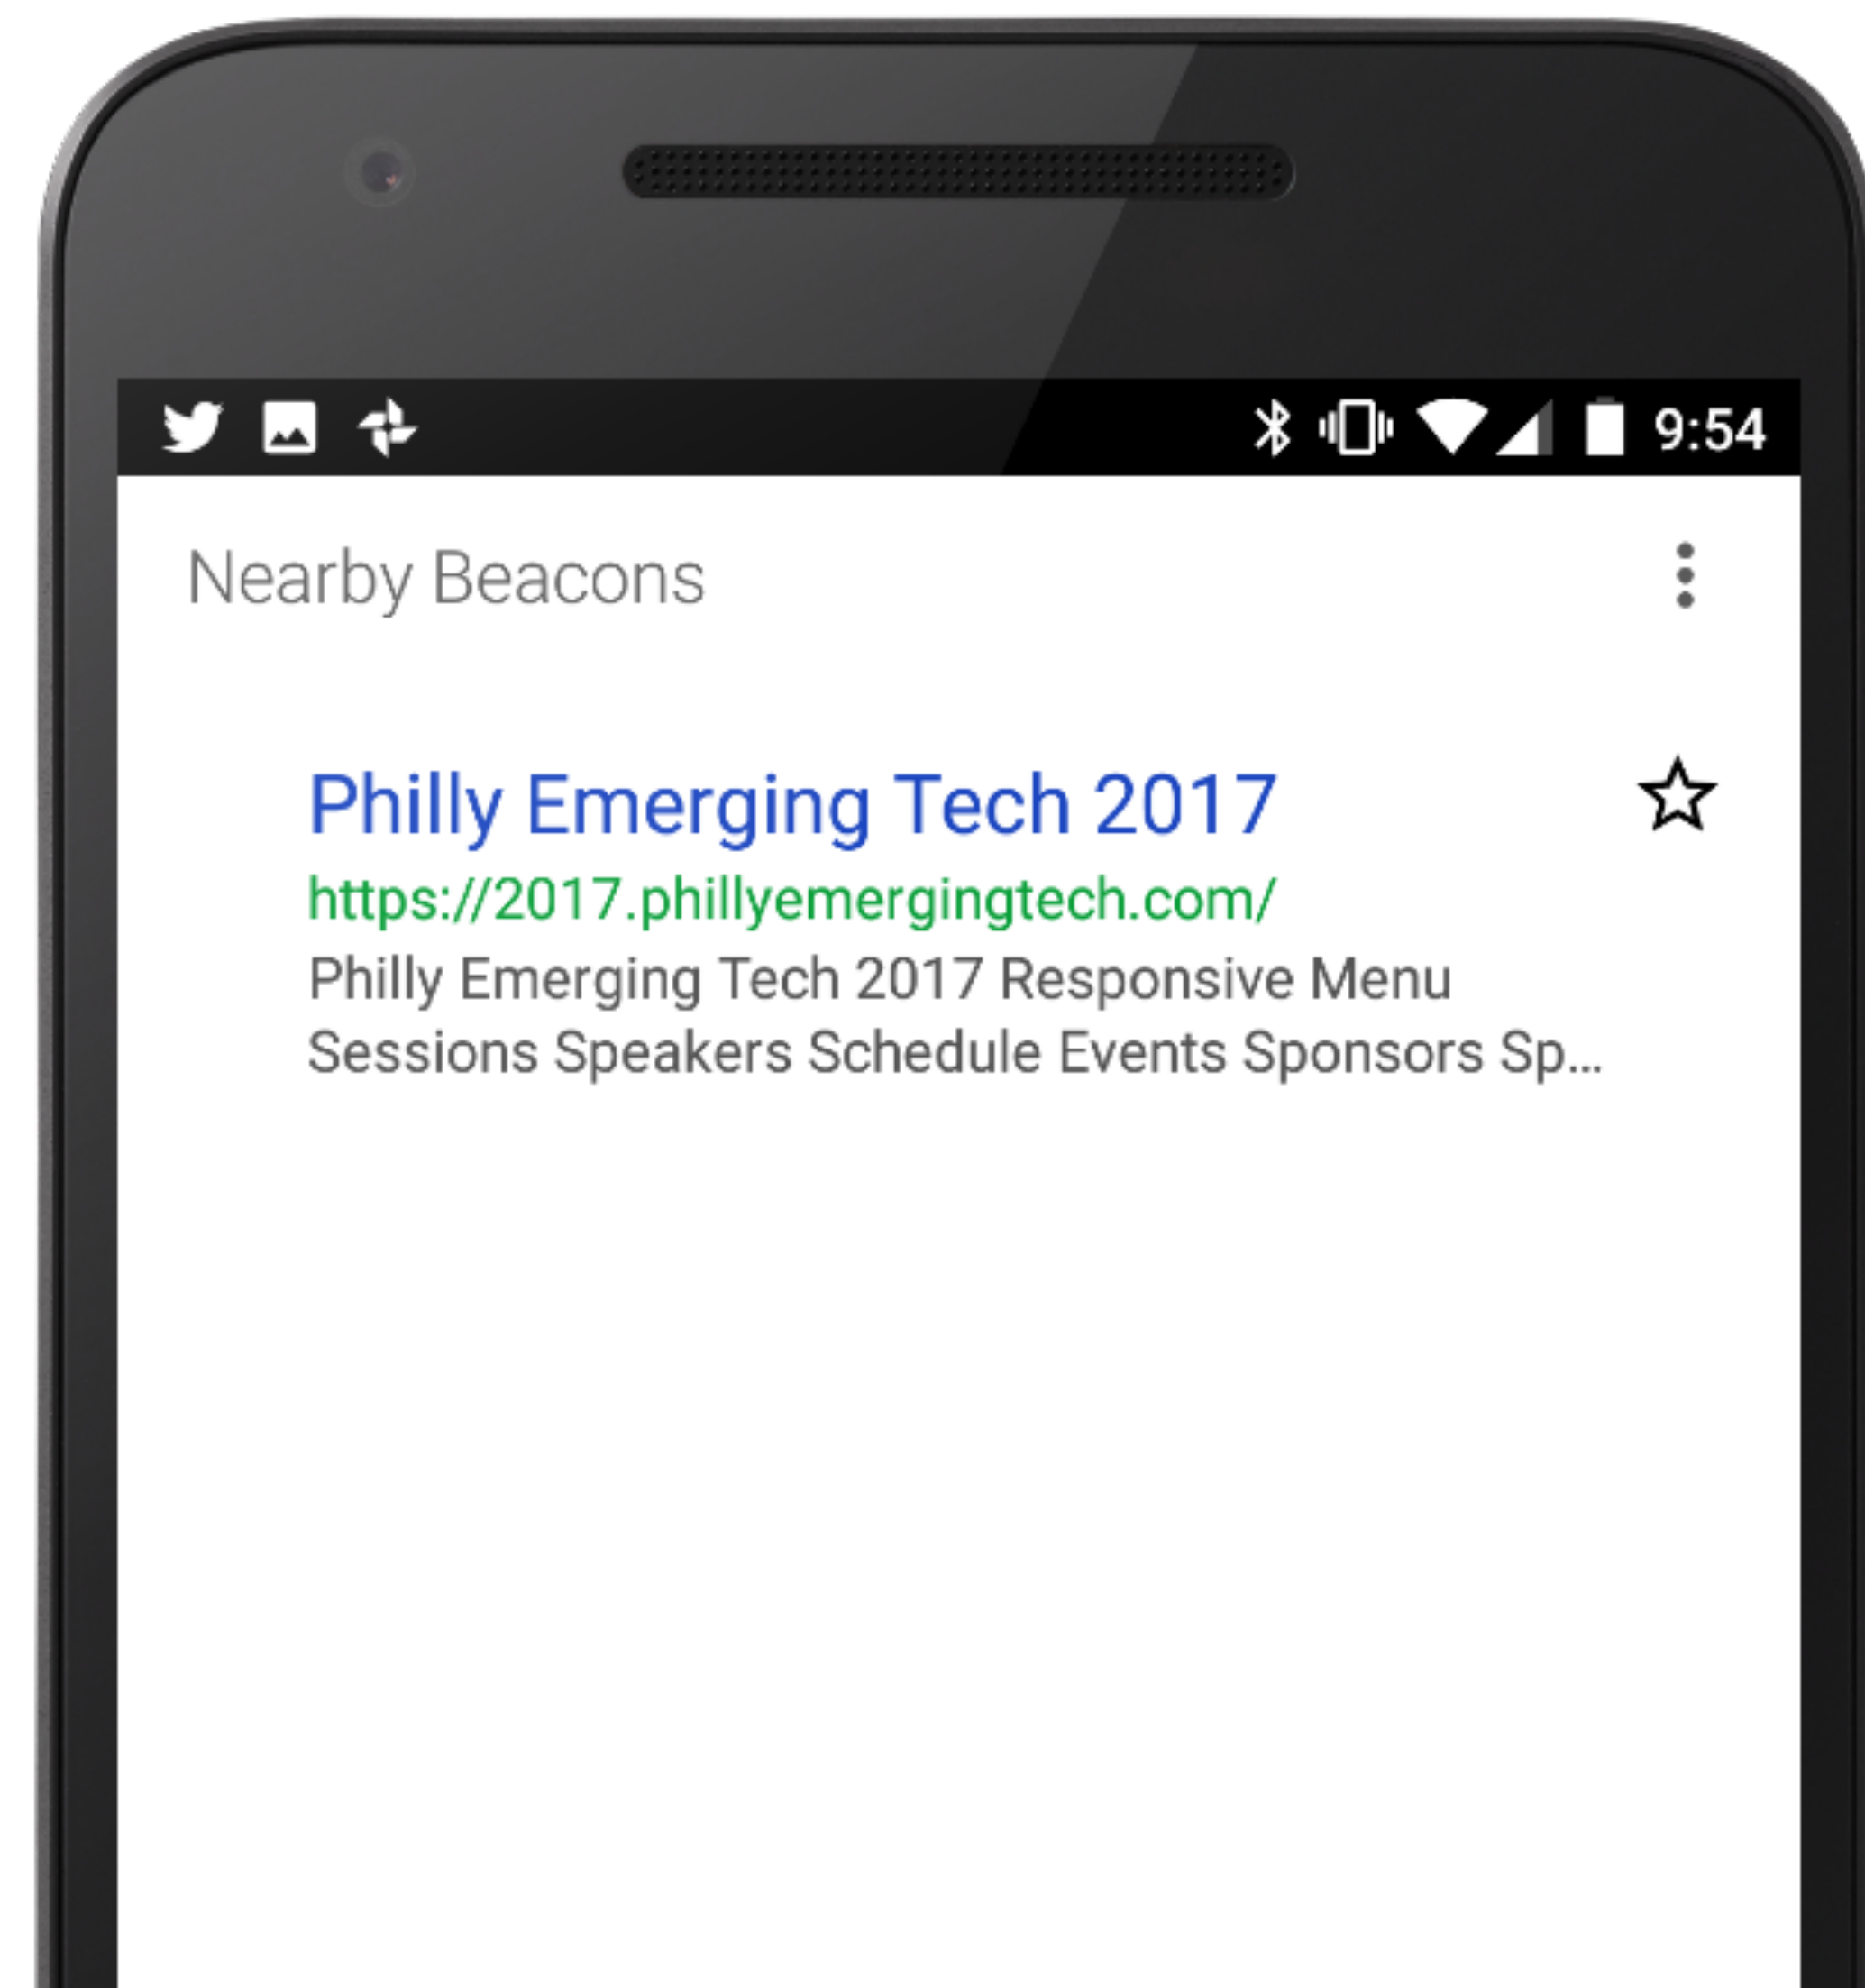 9:54
Nearby Beacons
Philly Emerging Tech 2017
https://2017.phillyemergingtech.com/
Philly Emerging Tech 2017 Responsive Menu
Sessions Speakers Schedule Events Sponsors Sp...